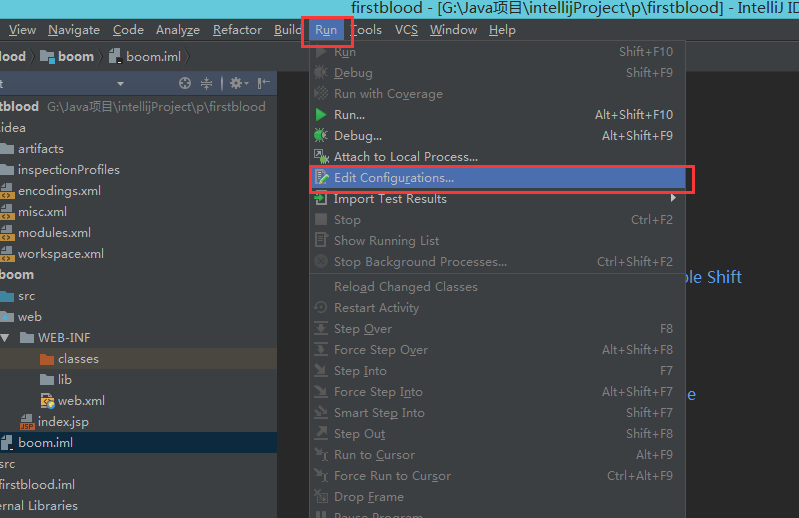 firstblood - [G:\Java项目\intellijProject\p\firstblood] - IntelliJ ID
View Navigate Code Analyze Refactor Build Run Tools VCS Window Help
boom boom.iml
G:\Java项目\intellijProject\p\firstblood
.idea
artifacts
inspectionProfiles
encodings.xml
misc.xml
modules.xml
workspace.xml
boom
src
web
WEB-INF
classes
lib
web.xml
index.jsp
boom.iml
src
firstblood.iml
Libraries
Run Shift+F10
Debug Shift+F9
Run with Coverage
Run... Alt+Shift+F10
Debug... Alt+Shift+F9
Attach to Local Process...
Edit Configurations...
Import Test Results
Stop Ctrl+F2
Show Running List
Stop Background Processes... Ctrl+Shift+F2
Reload Changed Classes
Restart Activity
Step Over F8
Force Step Over Alt+Shift+F8
Step Into F7
Force Step Into Alt+Shift+F7
Smart Step Into Shift+F7
Step Out Shift+F8
Run to Cursor Alt+F9
Force Run to Cursor Ctrl+Alt+F9
Drop Frame
Pause Program
Shift